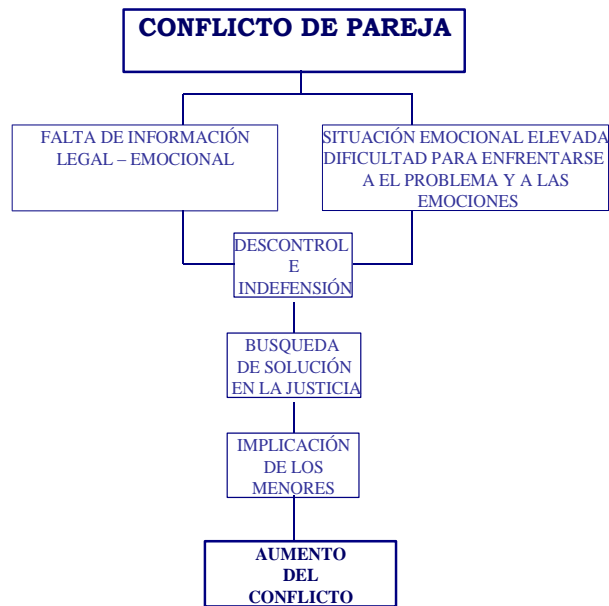 CONFLICTO DE PAREJA
FALTA DE INFORMACIÓN
LEGAL – EMOCIONAL
SITUACIÓN EMOCIONAL ELEVADA
DIFICULTAD PARA ENFRENTARSE
A EL PROBLEMA Y A LAS
EMOCIONES
DESCONTROL
E
INDEFENSIÓN
BUSQUEDA
DE SOLUCIÓN
EN LA JUSTICIA
IMPLICACIÓN
DE LOS
MENORES
AUMENTO
DEL
CONFLICTO